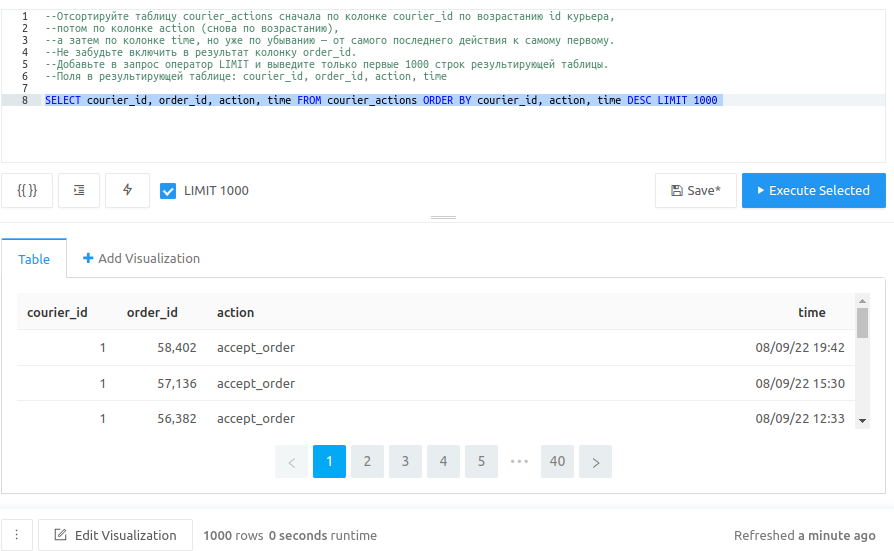 1 --Отсортируйте таблицу courier_actions сначала по колонке courier_id по возрастанию id курьера,
2 --потом по колонке action (снова по возрастанию),
3 --а затем по колонке time, но уже по убыванию — от самого последнего действия к самому первому.
4 --Не забудьте включить в результат колонку order_id.
5 --Добавьте в запрос оператор LIMIT и выведите только первые 1000 строк результирующей таблицы.
6 --Поля в результирующей таблице: courier_id, order_id, action, time
7
8 SELECT courier_id, order_id, action, time FROM courier_actions ORDER BY courier_id, action, time DESC LIMIT 1000
{{ }} LIMIT 1000 Save* Execute Selected
Table + Add Visualization
courier_id order_id action time
1 58,402 accept_order 08/09/22 19:42
1 57,136 accept_order 08/09/22 15:30
1 56,382 accept_order 08/09/22 12:33
< 1 2 3 4 5 ••• 40 >
Edit Visualization 1000 rows 0 seconds runtime Refreshed a minute ago